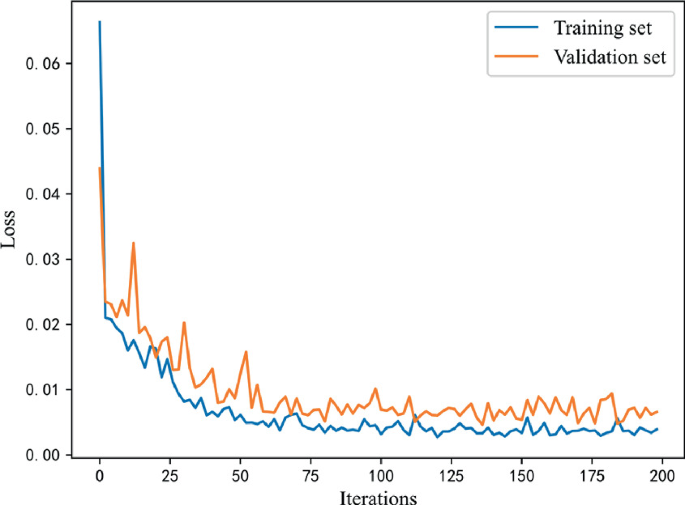 Training set
Validation set
0. 06
0. 05
0. 04
0. 03
0. 02
0. 01
0. 00
Loss
0 25 50 75 100 125 150 175 200
Iterations